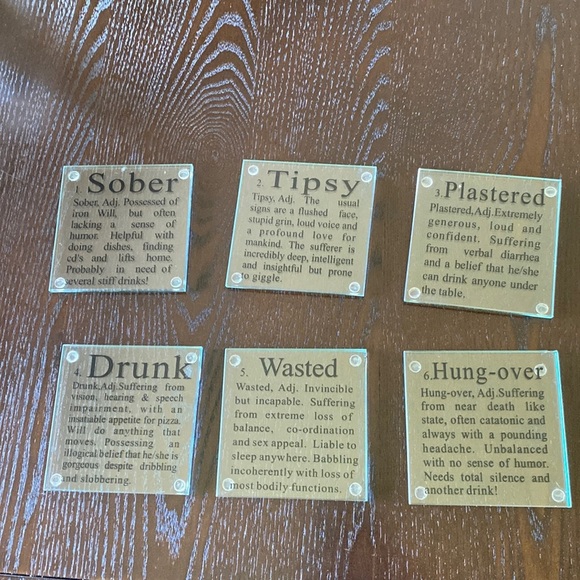 1. Sober
Sober, Adj. Possessed of
iron Will, but often
lacking a sense of
humor. Helpful with
doing dishes, finding
cd's and lifts home.
Probably in need of
several stiff drinks!
2. Tipsy
Tipsy, Adj. The usual
signs are a flushed face,
stupid grin, loud voice and
a profound love for
mankind. The sufferer is
incredibly deep, intelligent
and insightful but prone
to giggle.
3. Plastered
Plastered,Adj.Extremely
generous, loud and
confident. Suffering
from verbal diarrhea
and a belief that he/she
can drink anyone under
the table.
4. Drunk
Drunk,Adj.Suffering from
vision, hearing & speech
impairment, with an
insatiable appetite for pizza.
Will do anything that
moves. Possessing an
illogical belief that he/she is
gorgeous despite dribbling
and slobbering.
5. Wasted
Wasted, Adj. Invincible
but incapable. Suffering
from extreme loss of
balance, co-ordination
and sex appeal. Liable to
sleep anywhere. Babbling
incoherently with loss of
most bodily functions.
6.Hung-over
Hung-over, Adj.Suffering
from near death like
state, often catatonic and
always with a pounding
headache. Unbalanced
with no sense of humor.
Needs total silence and
another drink!